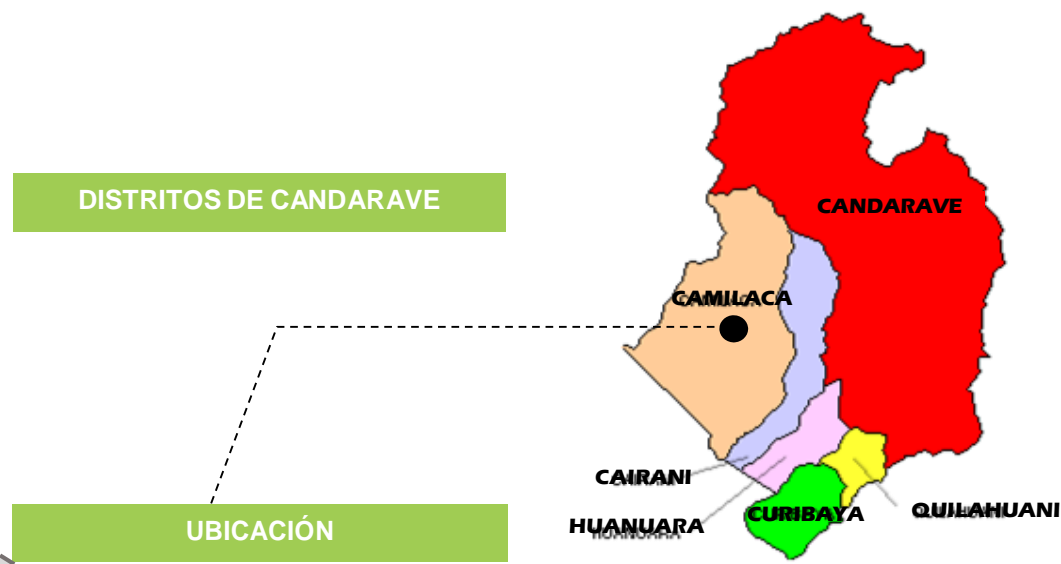 DISTRITOS DE CANDARAVE
CANDARAVE
CAMILACA
CAIRANI
QUILAHUANI
HUANUARA
CURIBAYA
UBICACIÓN